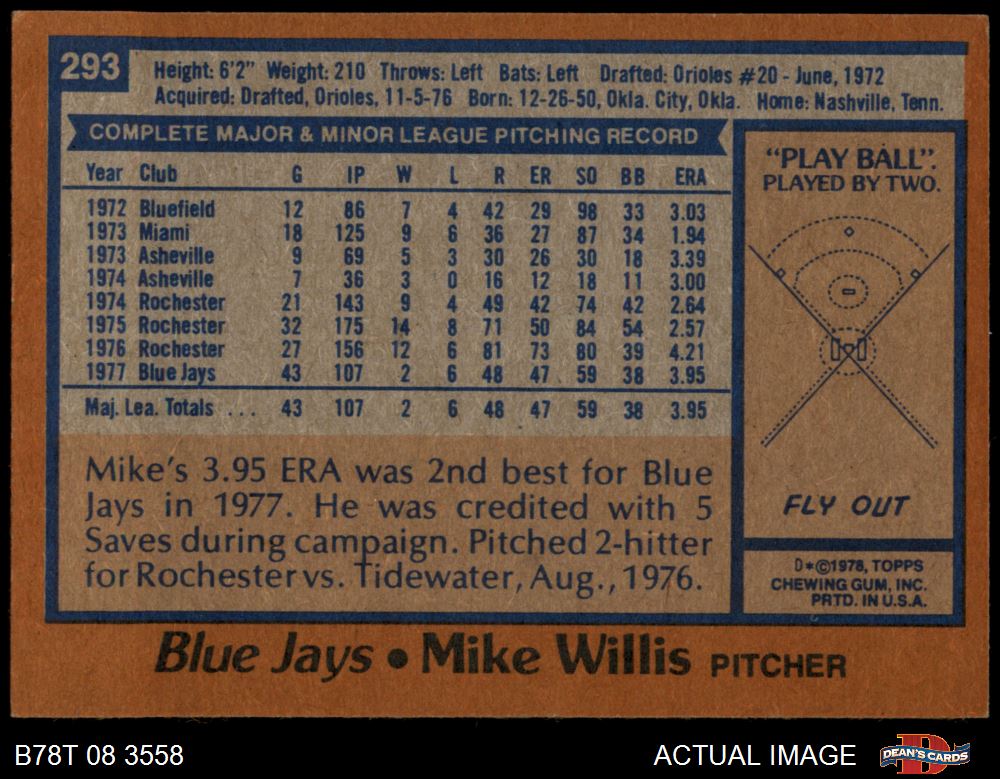 293
Height: 6'2" Weight: 210 Throws: Left Bats: Left Drafted: Orioles #20 - June, 1972
Acquired: Drafted, Orioles, 11-5-76 Born: 12-26-50, Okla. City, Okla. Home: Nashville, Tenn.
COMPLETE MAJOR & MINOR LEAGUE PITCHING RECORD
Year Club G IP W L R ER SO BB ERA
1972 Bluefield 12 86 7 4 42 29 98 33 3.03
1973 Miami 18 125 9 6 36 27 87 34 1.94
1973 Asheville 9 69 5 3 30 26 30 18 3.39
1974 Asheville 7 36 3 0 16 12 18 11 3.00
1974 Rochester 21 143 9 4 49 42 74 42 2.64
1975 Rochester 32 175 14 8 71 50 84 54 2.57
1976 Rochester 27 156 12 6 81 73 80 39 4.21
1977 Blue Jays 43 107 2 6 48 47 59 38 3.95
Maj. Lea. Totals ... 43 107 2 6 48 47 59 38 3.95
Mike's 3.95 ERA was 2nd best for Blue
Jays in 1977. He was credited with 5
Saves during campaign. Pitched 2-hitter
for Rochester vs. Tidewater, Aug., 1976.
"PLAY BALL".
PLAYED BY TWO.
FLY OUT
D*©1978, TOPPS
CHEWING GUM, INC.
PRTD. IN U.S.A.
Blue Jays • Mike Willis PITCHER
B78T 08 3558
ACTUAL IMAGE
DEAN'S CARDS